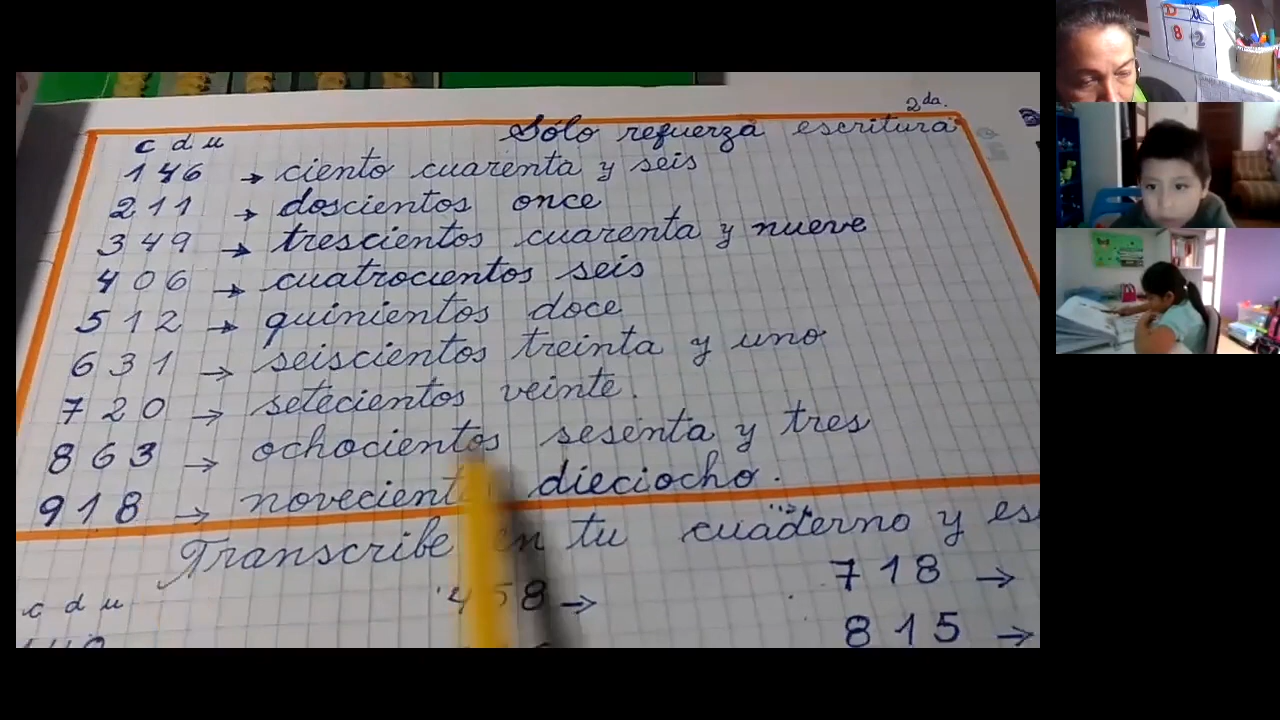 2da.
Sólo refuerza escritura
c d u
146 → ciento cuarenta y seis
211 → doscientos once
349 → trescientos cuarenta y nueve
406 → cuatrocientos seis
512 → quinientos doce
631 → seiscientos treinta y uno
720 → setecientos veinte.
863 → ochocientos sesenta y tres
918 → dieciocho.
Transcribe en tu cuaderno y
c d u
718 →
815 →
D U
8 2